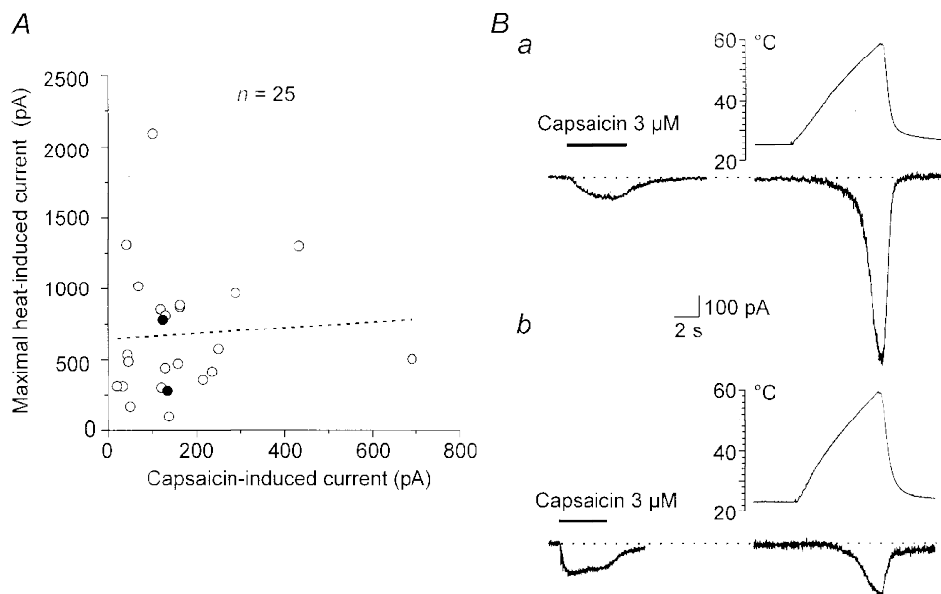 A
Maximal heat-induced current (pA)
2500
2000
1500
1000
500
0
n = 25
0 200 400 600 800
Capsaicin-induced current (pA)
B
a
Capsaicin 3 µM
60 °C
40
20
100 pA
2 s
b
Capsaicin 3 µM
60 °C
40
20